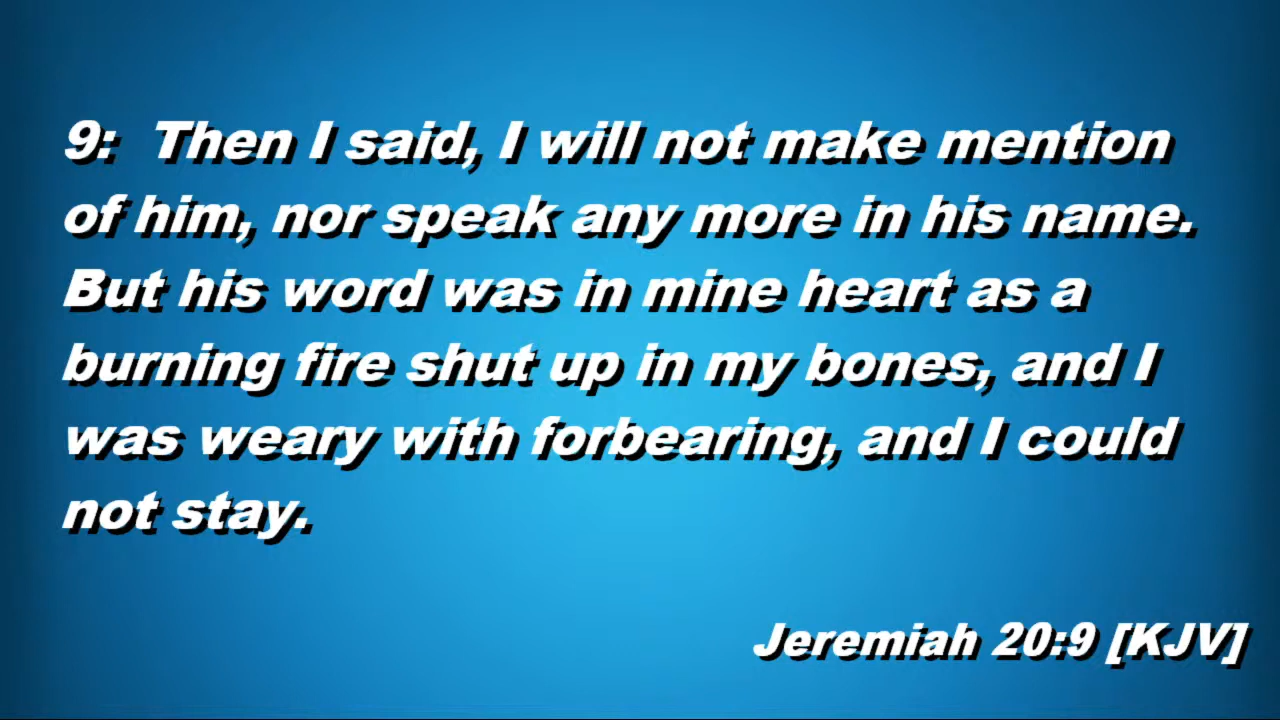 9:  Then I said, I will not make mention
of him, nor speak any more in his name.
But his word was in mine heart as a
burning fire shut up in my bones, and I
was weary with forbearing, and I could
not stay.
Jeremiah 20:9 [KJV]